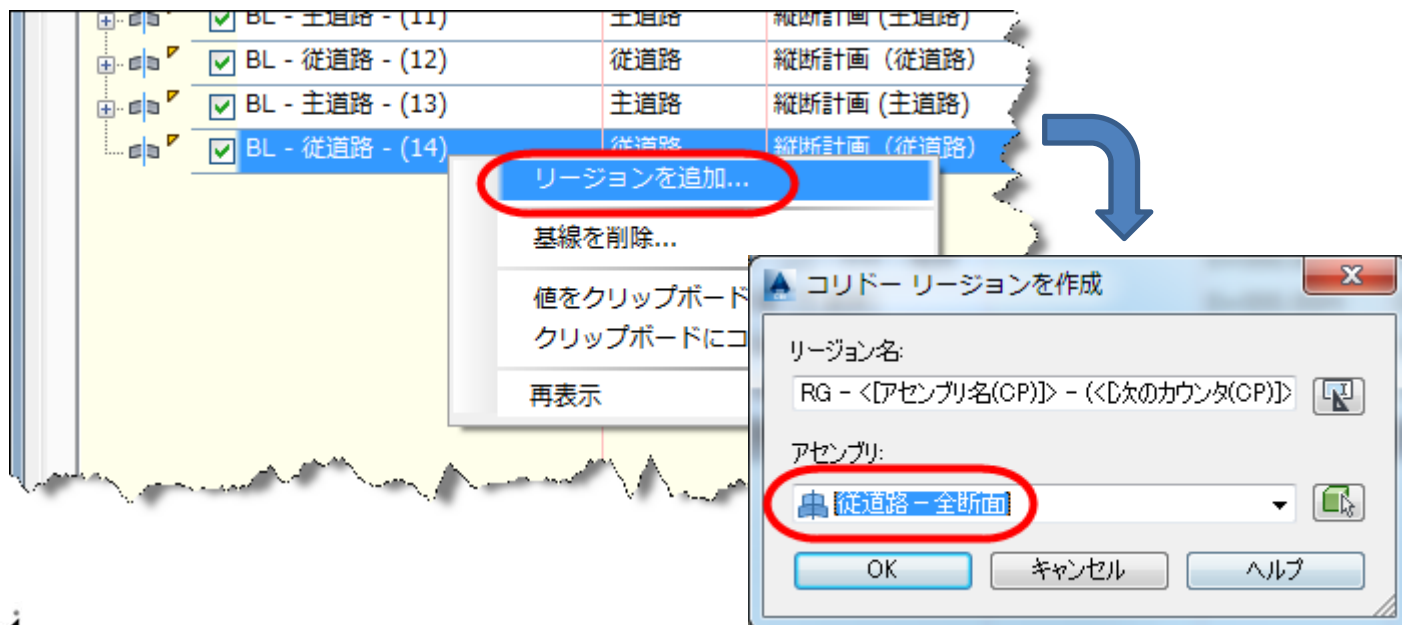 BL - 主道路 - (11) 主道路 縦断計画 (主道路)
BL - 従道路 - (12) 従道路 縦断計画（従道路）
BL - 主道路 - (13) 主道路 縦断計画 (主道路)
BL - 従道路 - (14) 従道路 縦断計画（従道路）
リージョンを追加...
基線を削除...
値をクリップボード
クリップボードにコ
再表示
コリドー リージョンを作成
リージョン名:
RG - <[アセンブリ名(CP)]> - (<[次のカウンタ(CP)]>
アセンブリ:
従道路 - 全断面
OK キャンセル ヘルプ